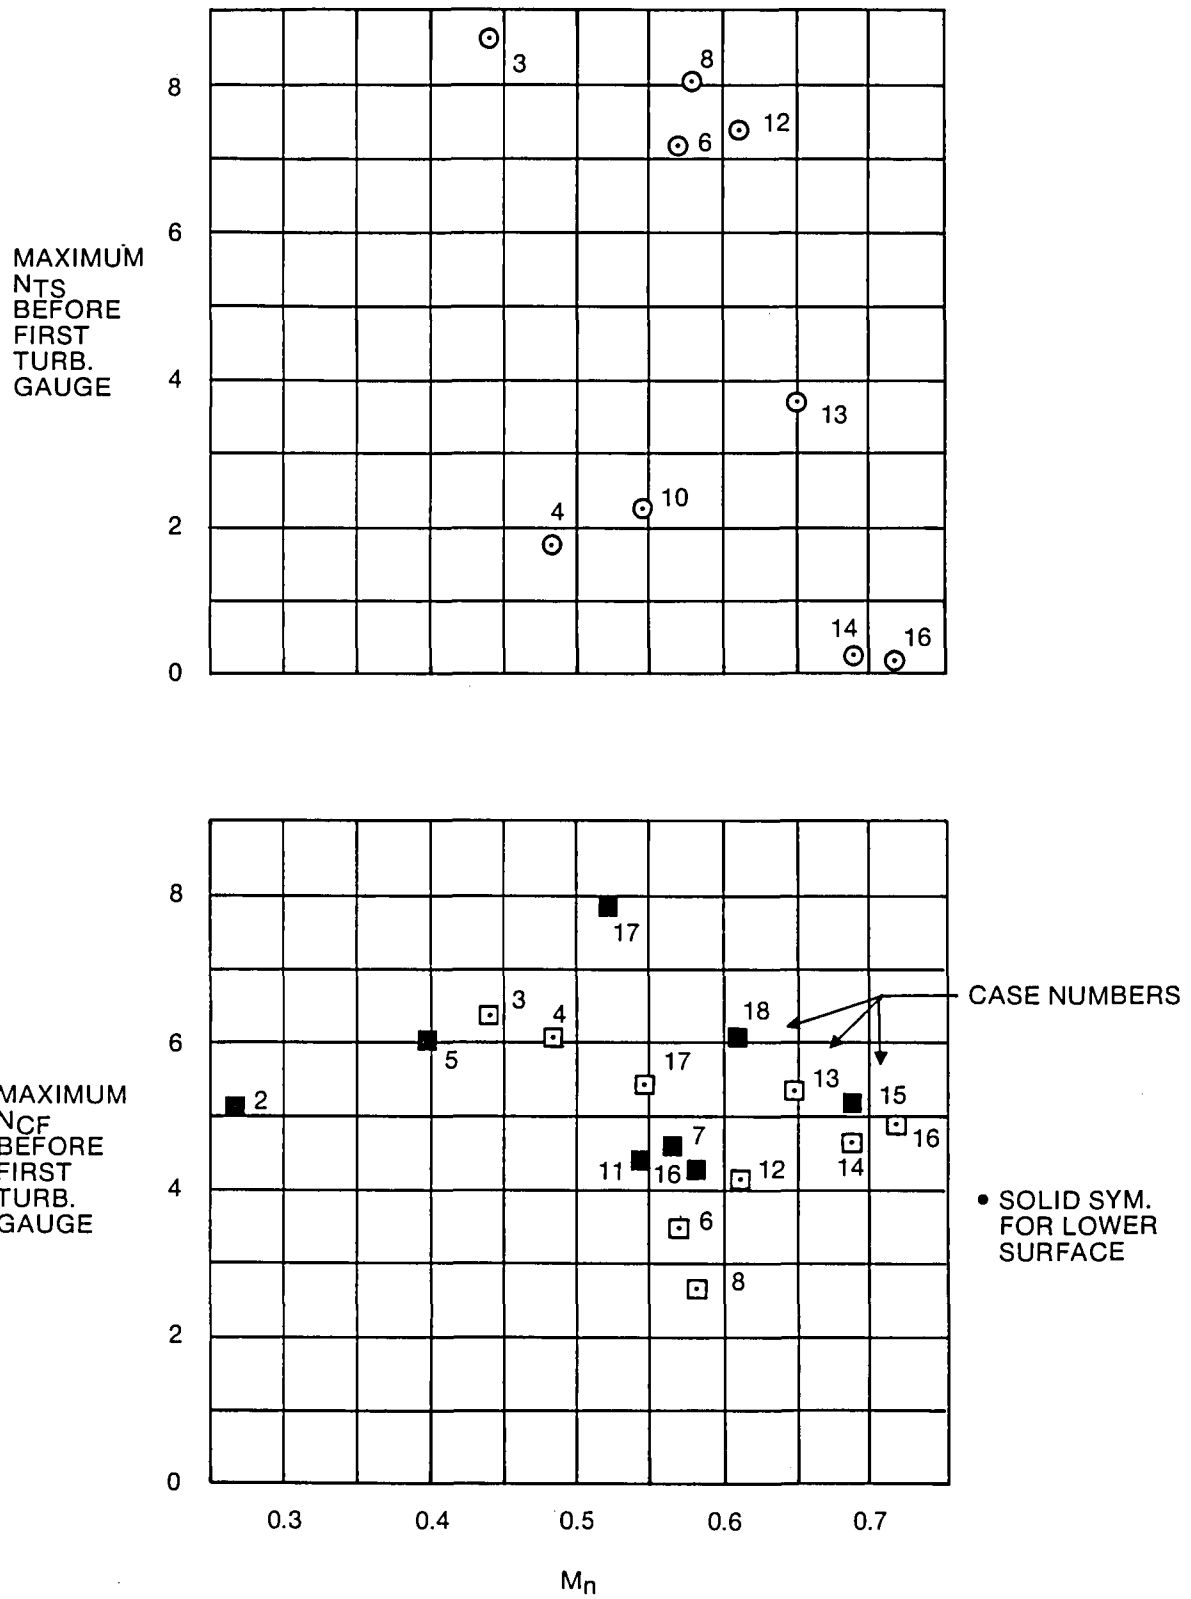 3
8
8
12
6
6
MAXIMUM
NTS
BEFORE
FIRST
TURB.
GAUGE
4
13
10
4
2
14
16
0
8
17
CASE NUMBERS
3
18
4
6
5
17
13
15
MAXIMUM
NCF
BEFORE
FIRST
TURB.
GAUGE
2
7
16
11
16
12
14
4
• SOLID SYM.
FOR LOWER
SURFACE
6
8
2
0
0.3 0.4 0.5 0.6 0.7
Mn